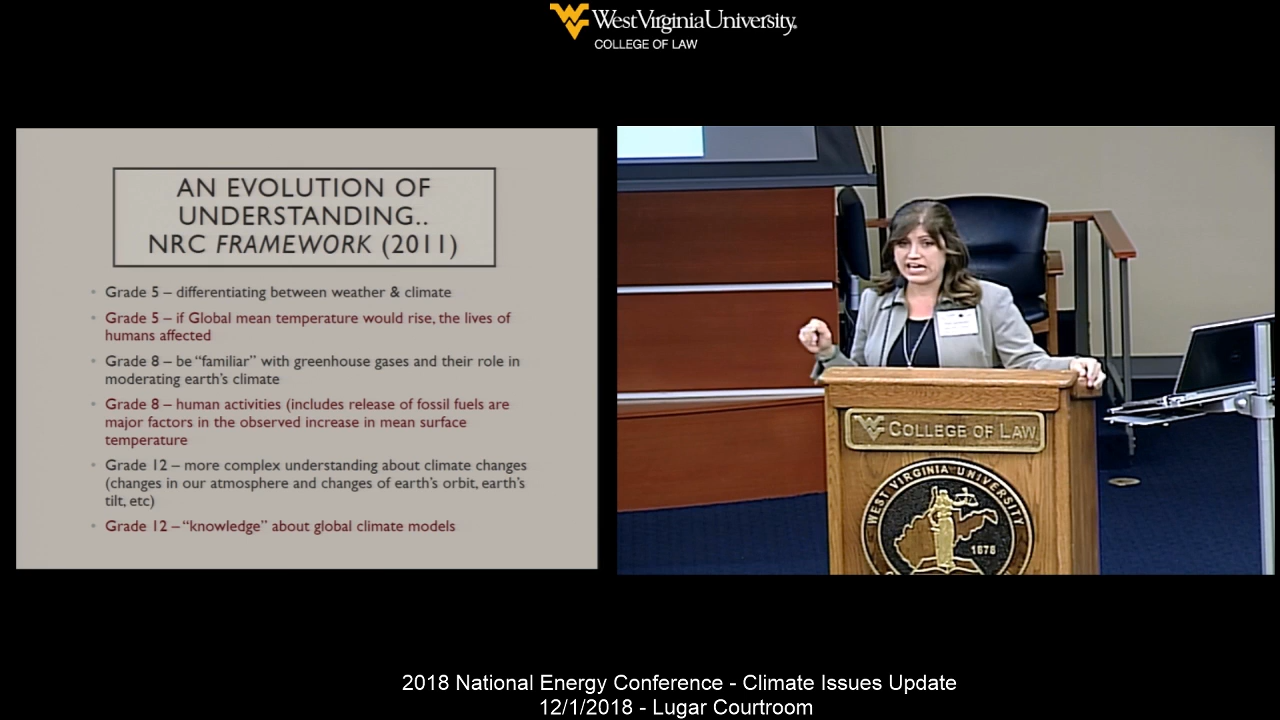 West Virginia University
COLLEGE OF LAW
AN EVOLUTION OF
UNDERSTANDING..
NRC FRAMEWORK (2011)
• Grade 5 – differentiating between weather & climate
• Grade 5 – if Global mean temperature would rise, the lives of
humans affected
• Grade 8 – be “familiar” with greenhouse gases and their role in
moderating earth's climate
• Grade 8 – human activities (includes release of fossil fuels are
major factors in the observed increase in mean surface
temperature
• Grade 12 – more complex understanding about climate changes
(changes in our atmosphere and changes of earth's orbit, earth's
tilt, etc)
• Grade 12 – “knowledge” about global climate models
COLLEGE OF LAW
WEST VIRGINIA UNIVERSITY
1878
2018 National Energy Conference - Climate Issues Update
12/1/2018 - Lugar Courtroom